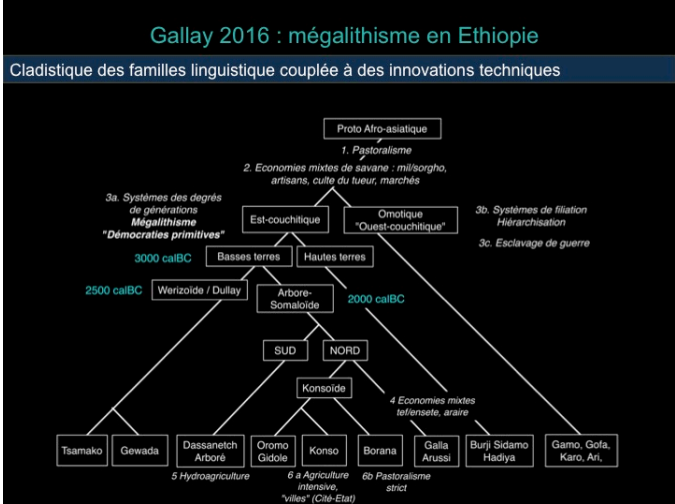 Gallay 2016 : mégalithisme en Ethiopie
Cladistique des familles linguistique couplée à des innovations techniques
Proto Afro-asiatique
1. Pastoralisme
2. Economies mixtes de savane : mil/sorgho,
artisans, culte du tueur, marchés
3a. Systèmes des degrés
de générations
Mégalithisme
"Démocraties primitives"
Est-couchitique
Omotique
"Ouest-couchitique"
3b. Systèmes de filiation
Hiérarchisation
3c. Esclavage de guerre
3000 calBC
Basses terres
Hautes terres
2500 calBC
Werizoïde / Dullay
Arbore-
Somaloïde
2000 calBC
SUD
NORD
Konsoïde
4 Economies mixtes
tef/ensete, araire
Tsamako
Gewada
Dassanetch
Arboré
Oromo
Gidole
Konso
Borana
Galla
Arussi
Burji Sidamo
Hadiya
Gamo, Gofa,
Karo, Ari,
5 Hydroagriculture
6 a Agriculture
intensive,
"villes" (Cité-Etat)
6b Pastoralisme
strict